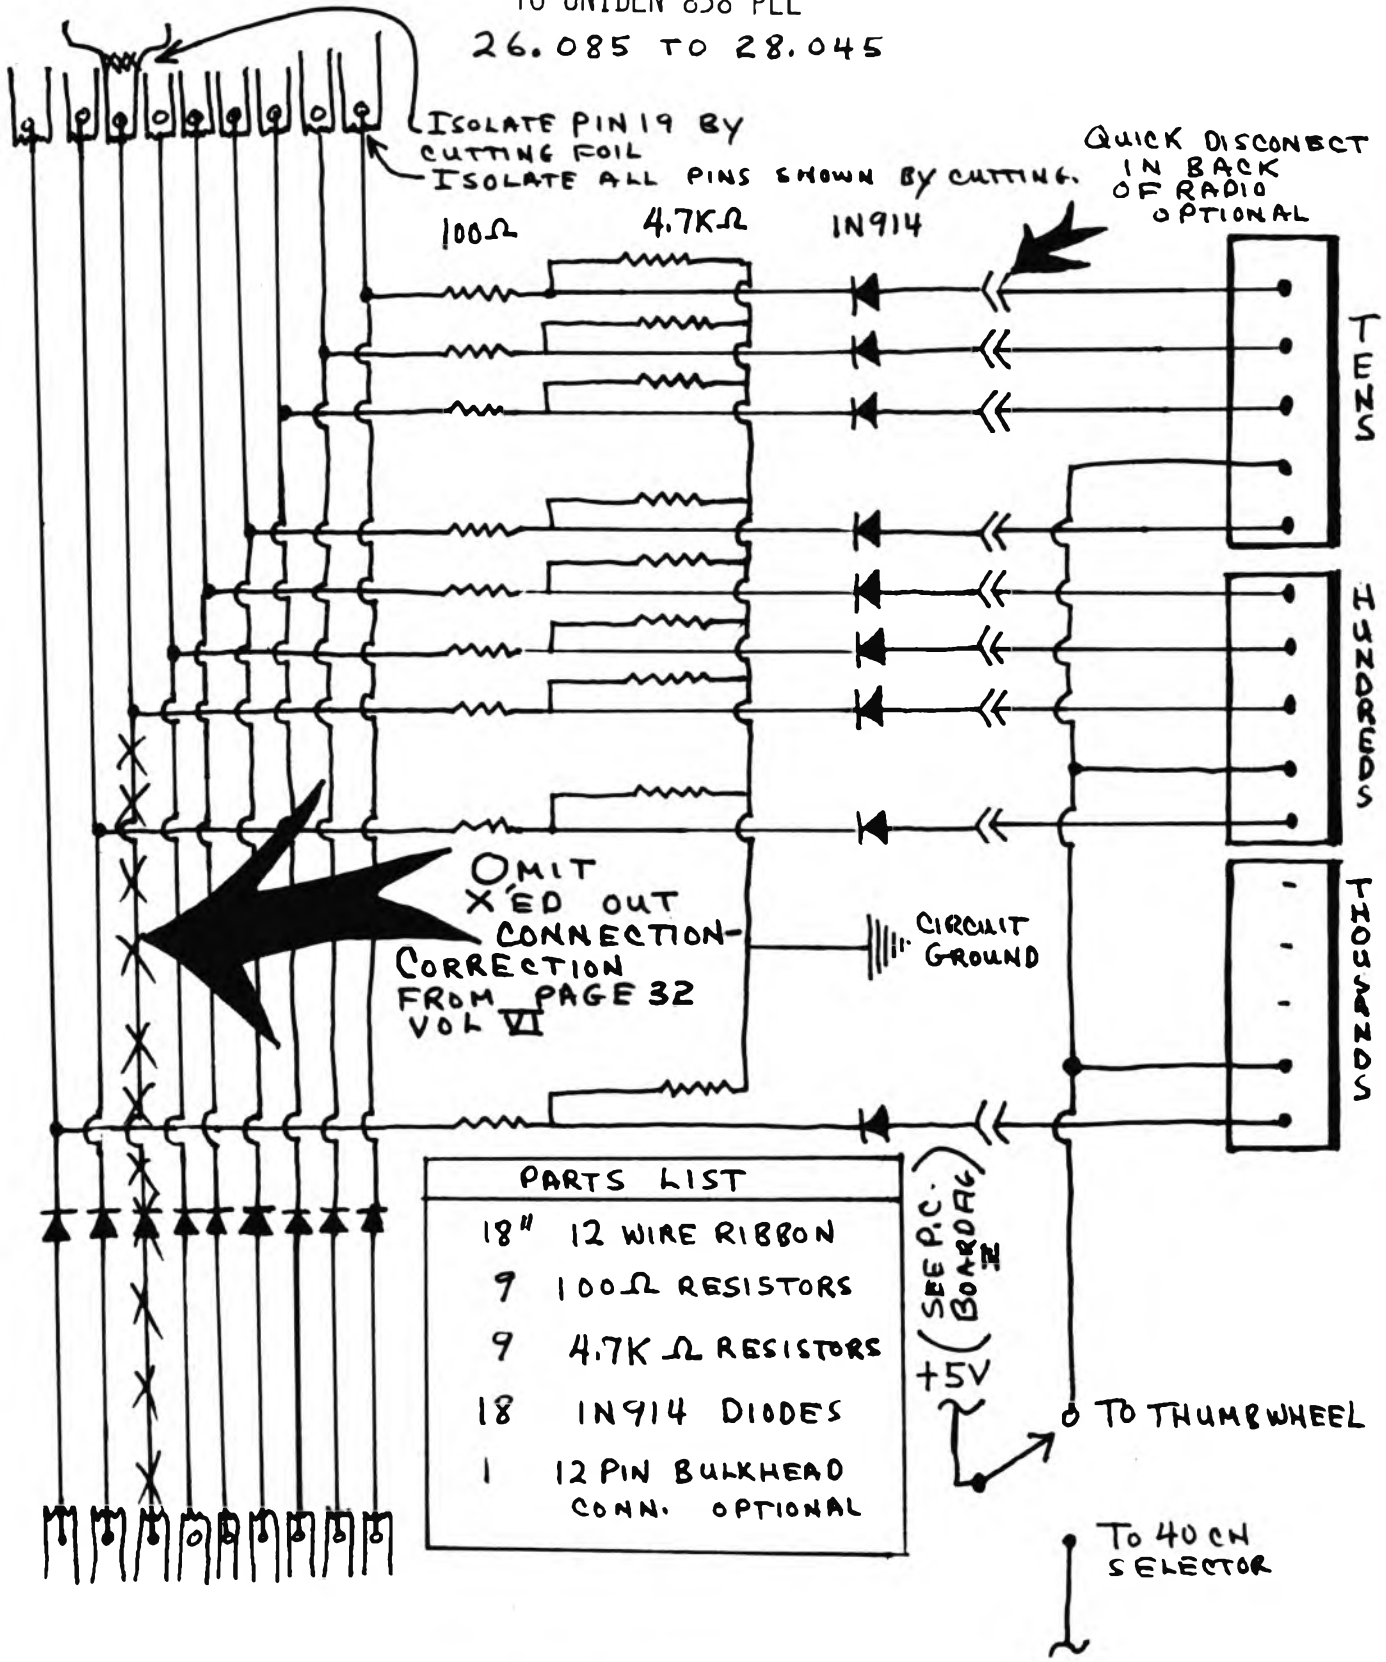 TO UNIDEN 858 PLL
26.085 TO 28.045
ISOLATE PIN 19 BY
CUTTING FOIL
ISOLATE ALL PINS SHOWN BY CUTTING.
QUICK DISCONECT
IN BACK
OF RADIO
OPTIONAL
100Ω
4.7KΩ
1N914
TENS
HUNDREDS
THOUSANDS
OMIT
X'ED OUT
CONNECTION-
CORRECTION
FROM PAGE 32
VOL VI
CIRCUIT
GROUND
PARTS LIST
18" 12 WIRE RIBBON
9 100Ω RESISTORS
9 4.7K Ω RESISTORS
18 1N914 DIODES
1 12 PIN BULKHEAD
CONN. OPTIONAL
+5V
(SEE P.C.
TO THUMBWHEEL
TO 40 CH
SELECTOR